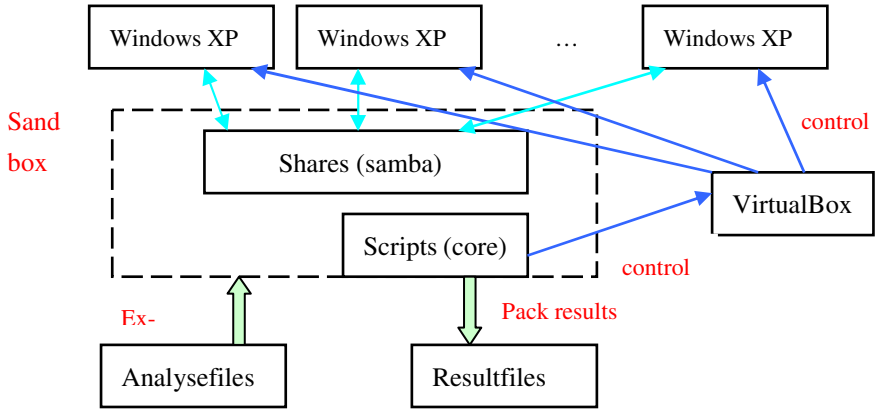 Windows XP
Windows XP
...
Windows XP
Sand
box
control
Shares (samba)
VirtualBox
Scripts (core)
control
Ex-
Pack results
Analysefiles
Resultfiles